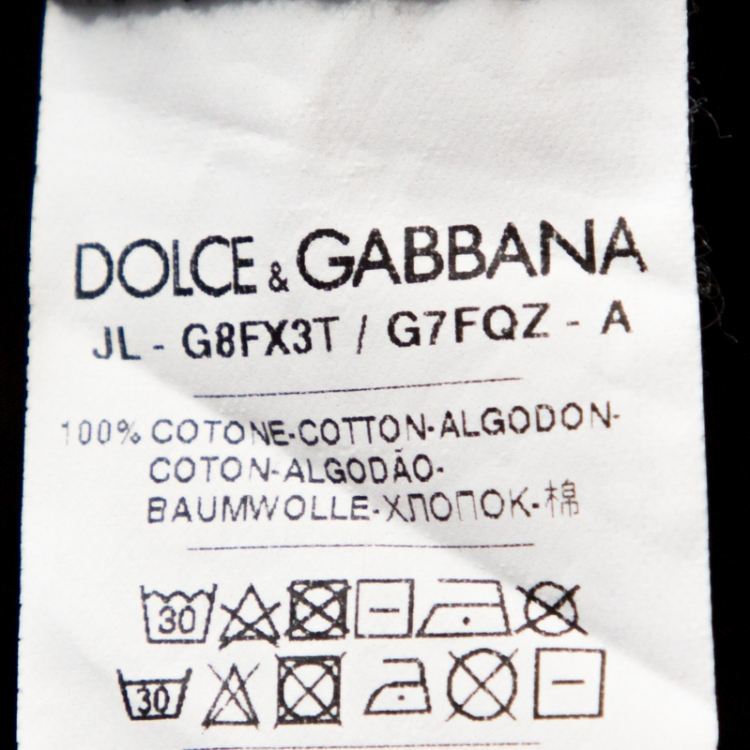 DOLCE & GABBANA
JL - G8FX3T / G7FQZ - A
100% COTONE-COTTON-ALGODON-
COTON-ALGODÃO-
BAUMWOLLE-ХЛОПОК-棉
30
30